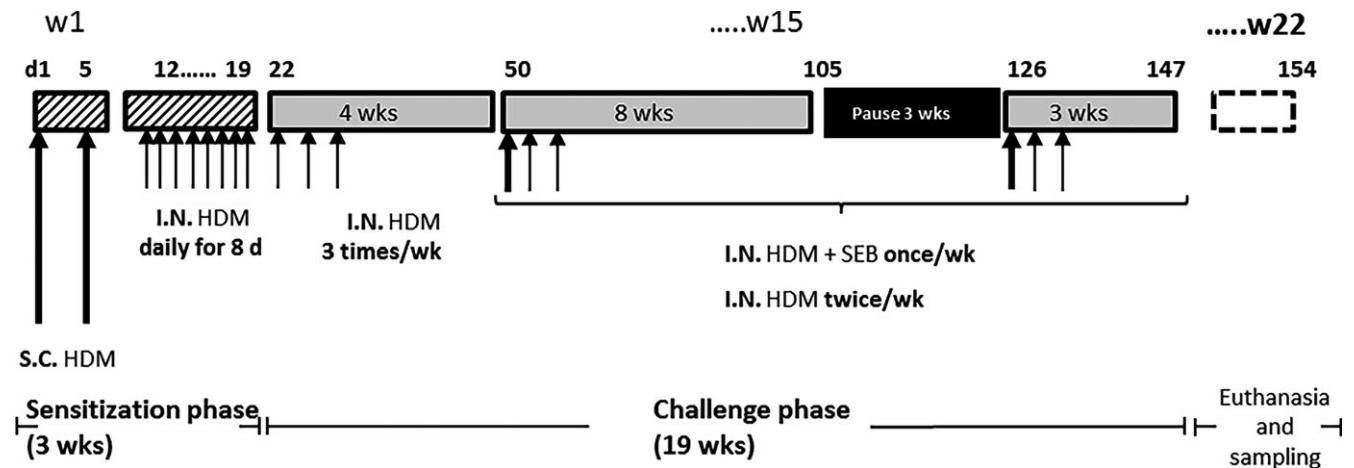 w1 .....w15 .....w22
d1 5 12...... 19 22 50 105 126 147 154
4 wks 8 wks Pause 3 wks 3 wks
I.N. HDM
daily for 8 d
I.N. HDM
3 times/wk
I.N. HDM + SEB once/wk
I.N. HDM twice/wk
S.C. HDM
Sensitization phase
(3 wks)
Challenge phase
(19 wks)
Euthanasia
and
sampling